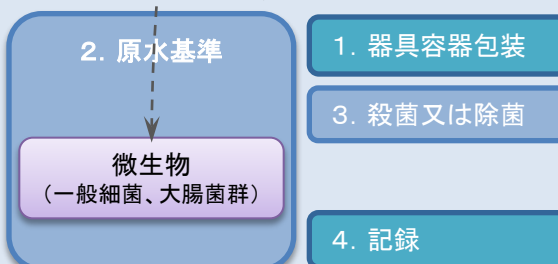 2．原水基準
微生物
（一般細菌、大腸菌群）
1．器具容器包装
3．殺菌又は除菌
4．記録